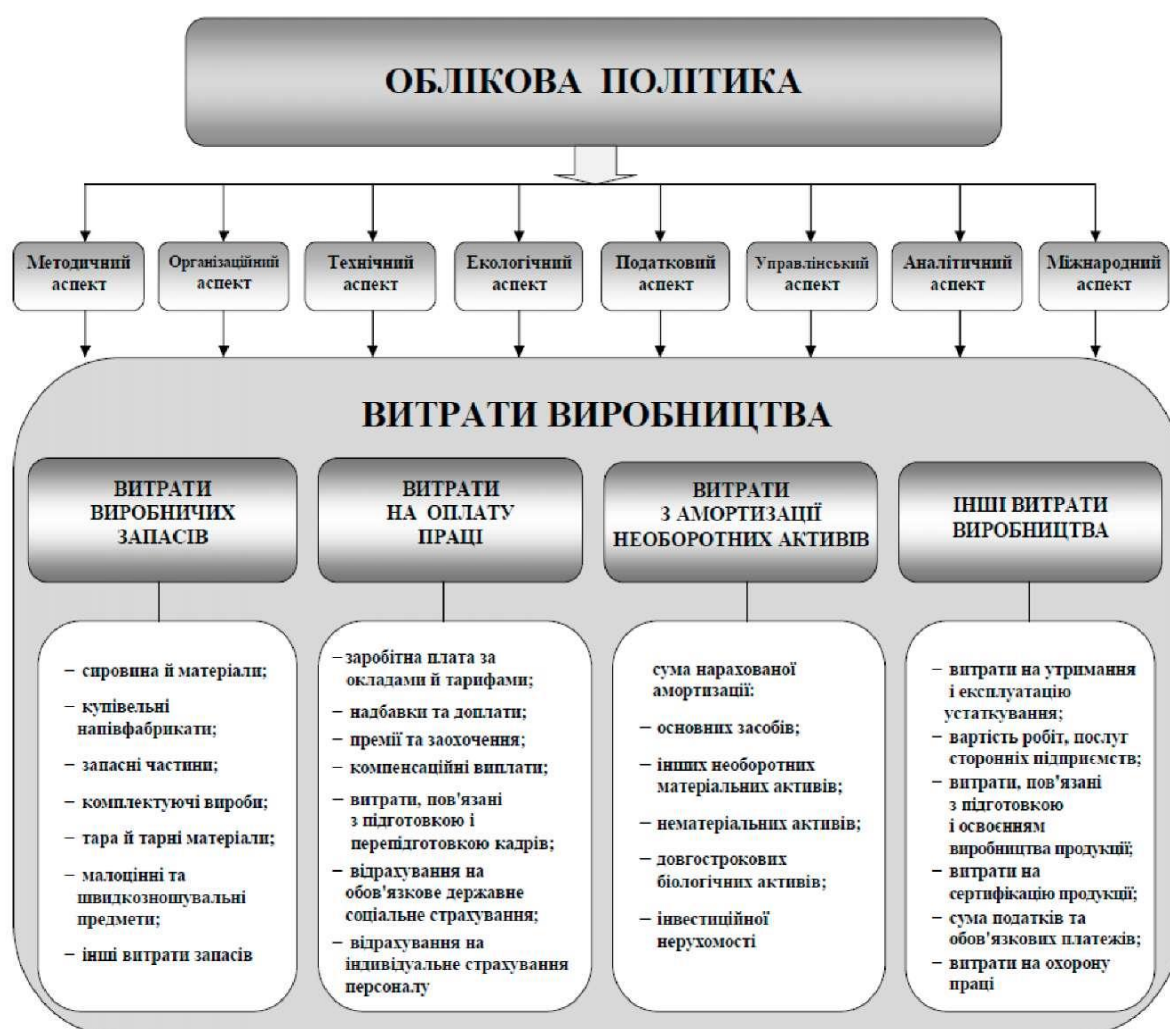 ОБЛІКОВА ПОЛІТИКА
Методичний
аспект
Організаційний
аспект
Технічний
аспект
Екологічний
аспект
Податковий
аспект
Управлінський
аспект
Аналітичний
аспект
Міжнародний
аспект
ВИТРАТИ ВИРОБНИЦТВА
ВИТРАТИ
ВИРОБНИЧИХ
ЗАПАСІВ
– сировина й матеріали;
– купівельні
напівфабрикати;
– запасні частини;
– комплектуючі вироби;
– тара й тарні матеріали;
– малоцінні та
швидкозношувальні
предмети;
– інші витрати запасів
ВИТРАТИ
НА ОПЛАТУ
ПРАЦІ
– заробітна плата за
окладами й тарифами;
– надбавки та доплати;
– премії та заохочення;
– компенсаційні виплати;
– витрати, пов'язані
з підготовкою і
перепідготовкою кадрів;
– відрахування на
обов'язкове державне
соціальне страхування;
– відрахування на
індивідуальне страхування
персоналу
ВИТРАТИ
З АМОРТИЗАЦІЇ
НЕОБОРОТНИХ АКТИВІВ
сума нарахованої
амортизації:
– основних засобів;
– інших необоротних
матеріальних активів;
– нематеріальних активів;
– довгострокових
біологічних активів;
– інвестиційної
нерухомості
ІНШІ ВИТРАТИ
ВИРОБНИЦТВА
– витрати на утримання
і експлуатацію
устаткування;
– вартість робіт, послуг
сторонніх підприємств;
– витрати, пов'язані
з підготовкою
і освоєнням
виробництва продукції;
– витрати на
сертифікацію продукції;
– сума податків та
обов'язкових платежів;
– витрати на охорону
праці